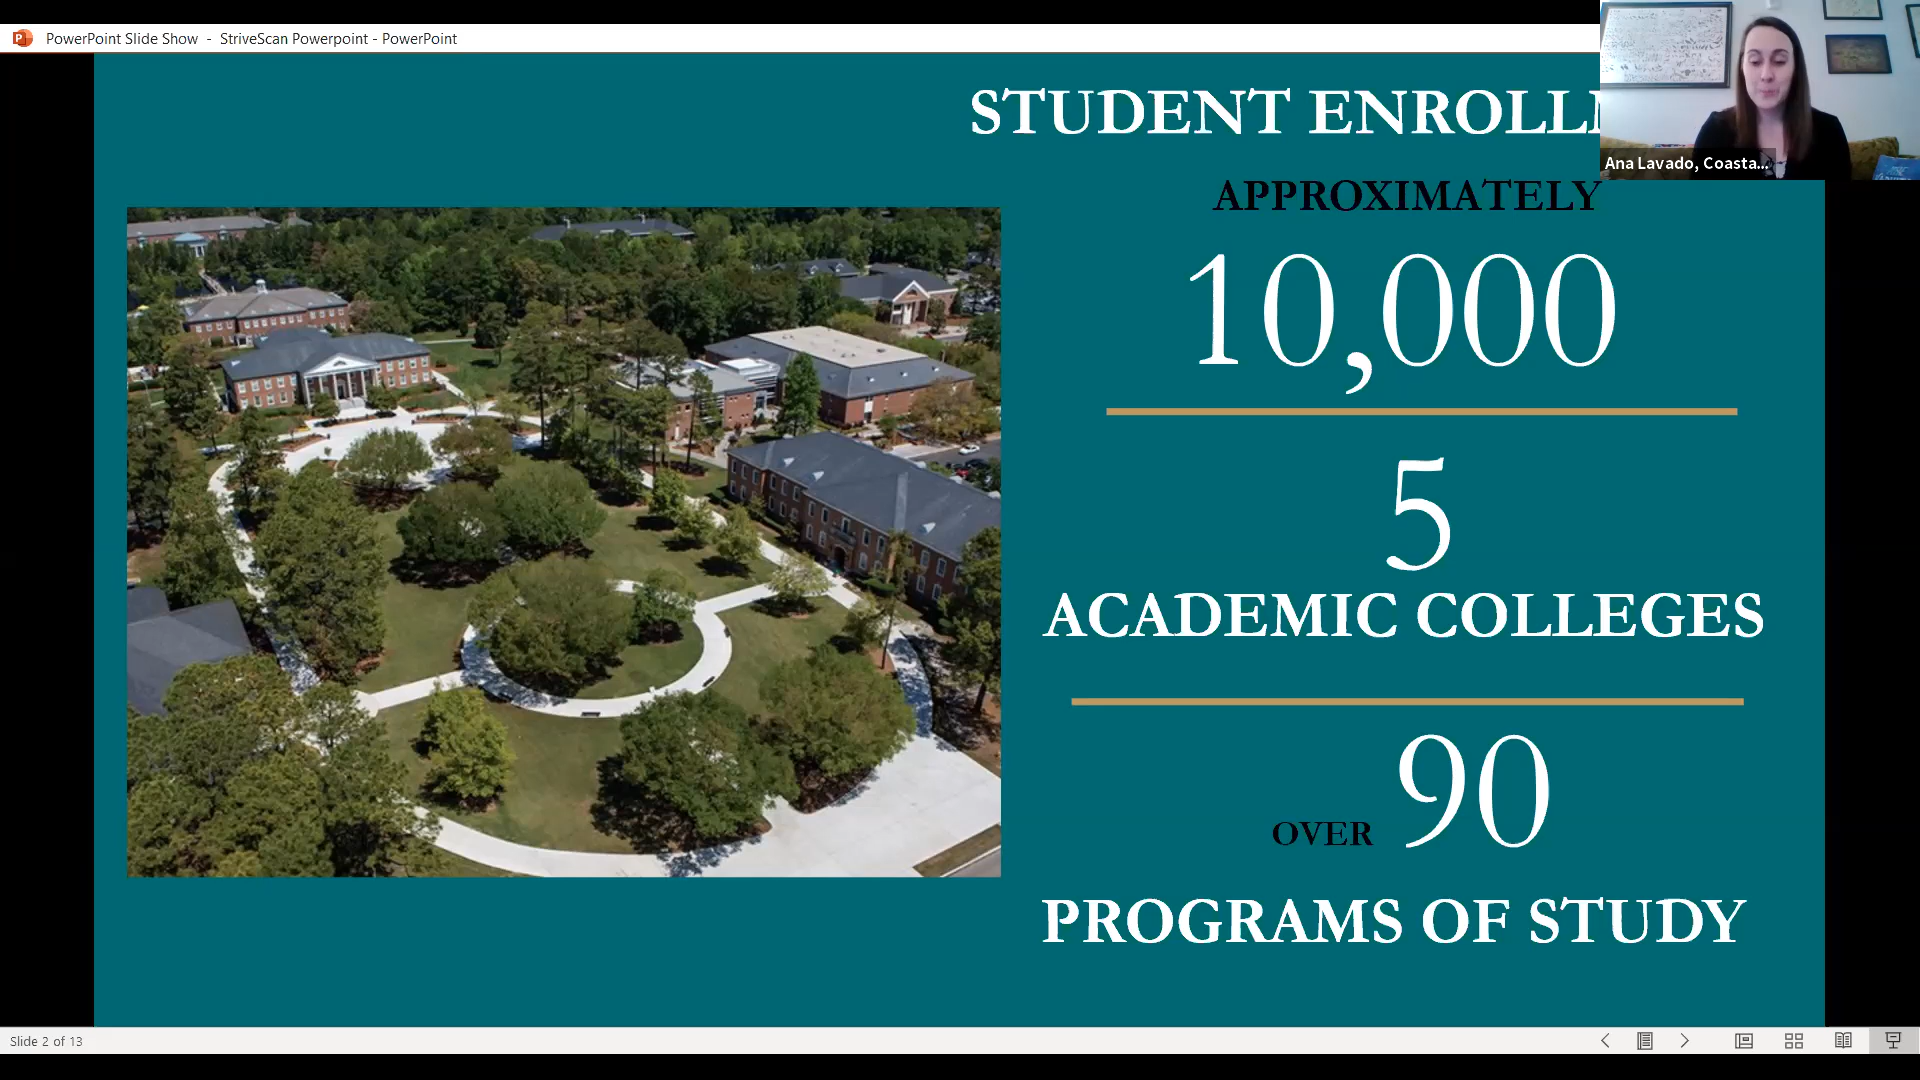 PowerPoint Slide Show - StriveScan Powerpoint - PowerPoint
STUDENT ENROLL
Ana Lavado, Coasta...
APPROXIMATELY
10,000
5
ACADEMIC COLLEGES
OVER 90
PROGRAMS OF STUDY
Slide 2 of 13